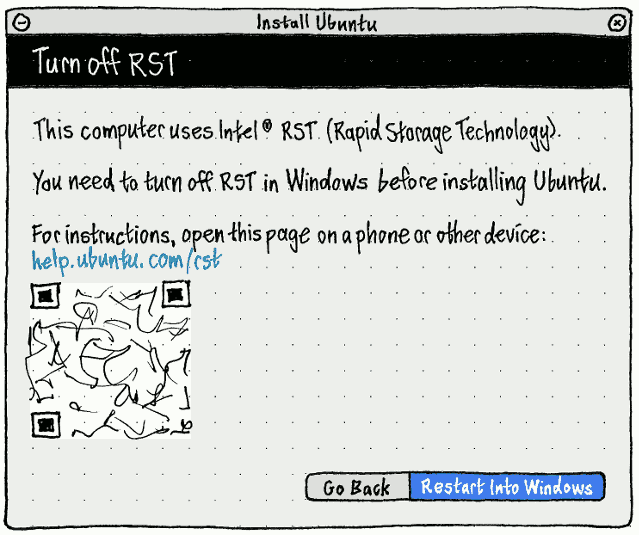 Install Ubuntu
Turn off RST
This computer uses Intel® RST (Rapid Storage Technology).
You need to turn off RST in Windows before installing Ubuntu.
For instructions, open this page on a phone or other device:
help.ubuntu.com/rst
Go Back
Restart Into Windows